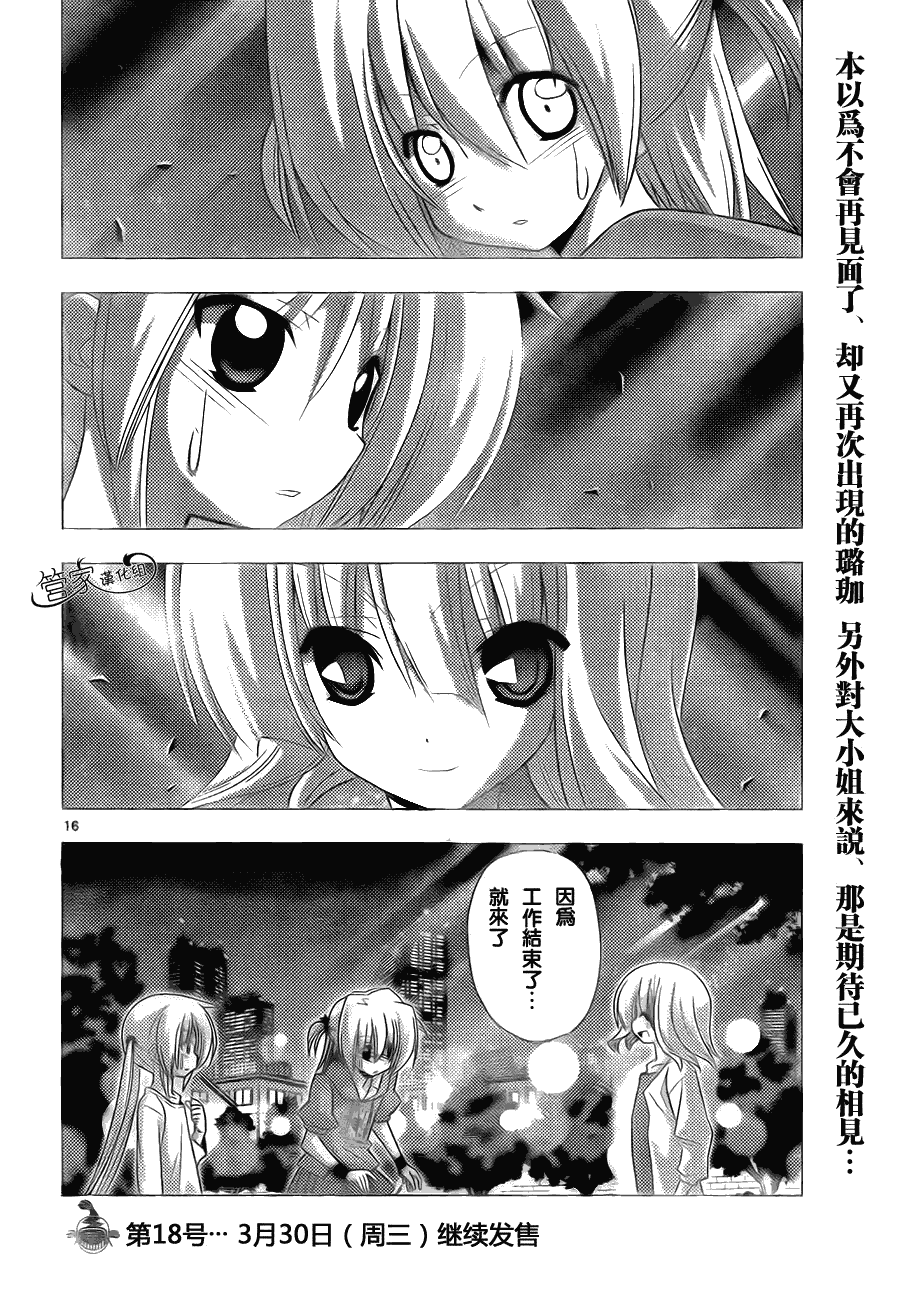 本以爲不會再見面了、却又再次出現的璐珈 另外對大小姐來說、那是期待已久的相見…
管家漢化組
16
因爲
工作結束了…
就來了
第18号… 3月30日（周三）继续发售